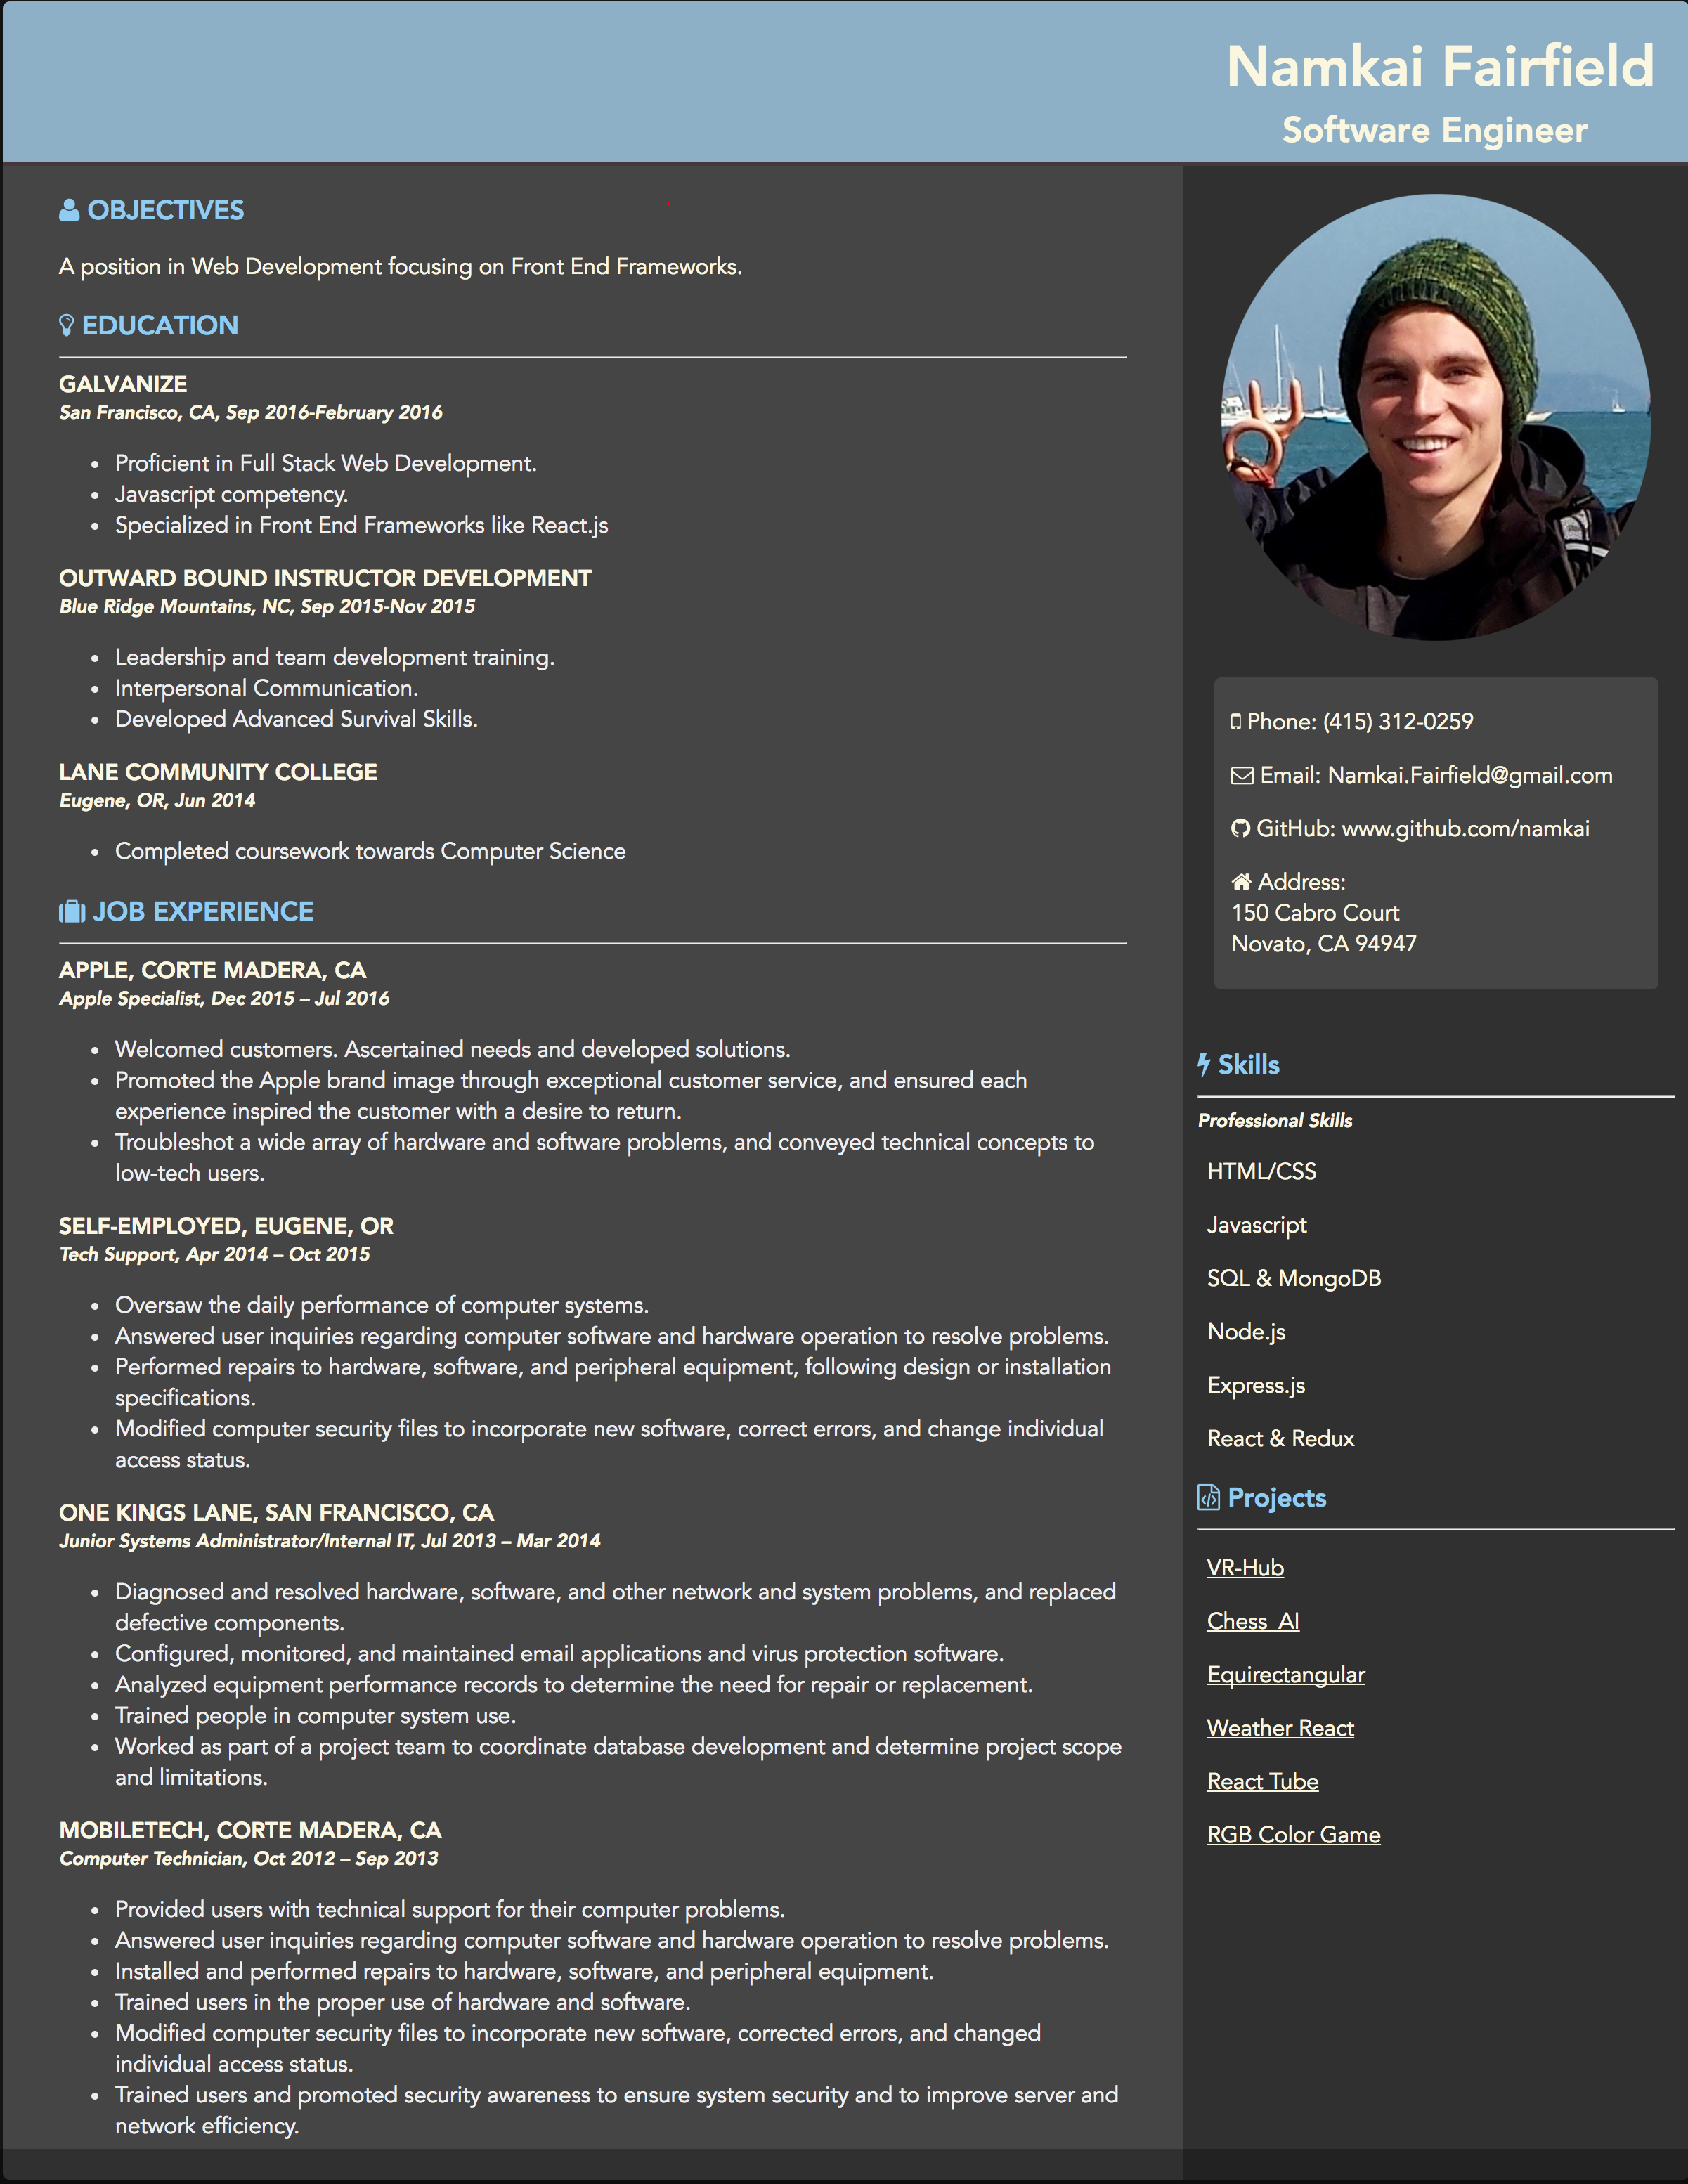 Namkai Fairfield
Software Engineer
OBJECTIVES
A position in Web Development focusing on Front End Frameworks.
EDUCATION
GALVANIZE
San Francisco, CA, Sep 2016-February 2016
Proficient in Full Stack Web Development.
Javascript competency.
Specialized in Front End Frameworks like React.js
OUTWARD BOUND INSTRUCTOR DEVELOPMENT
Blue Ridge Mountains, NC, Sep 2015-Nov 2015
Leadership and team development training.
Interpersonal Communication.
Developed Advanced Survival Skills.
LANE COMMUNITY COLLEGE
Eugene, OR, Jun 2014
Completed coursework towards Computer Science
JOB EXPERIENCE
APPLE, CORTE MADERA, CA
Apple Specialist, Dec 2015 – Jul 2016
Welcomed customers. Ascertained needs and developed solutions.
Promoted the Apple brand image through exceptional customer service, and ensured each
experience inspired the customer with a desire to return.
Troubleshot a wide array of hardware and software problems, and conveyed technical concepts to
low-tech users.
SELF-EMPLOYED, EUGENE, OR
Tech Support, Apr 2014 – Oct 2015
Oversaw the daily performance of computer systems.
Answered user inquiries regarding computer software and hardware operation to resolve problems.
Performed repairs to hardware, software, and peripheral equipment, following design or installation
specifications.
Modified computer security files to incorporate new software, correct errors, and change individual
access status.
ONE KINGS LANE, SAN FRANCISCO, CA
Junior Systems Administrator/Internal IT, Jul 2013 – Mar 2014
Diagnosed and resolved hardware, software, and other network and system problems, and replaced
defective components.
Configured, monitored, and maintained email applications and virus protection software.
Analyzed equipment performance records to determine the need for repair or replacement.
Trained people in computer system use.
Worked as part of a project team to coordinate database development and determine project scope
and limitations.
MOBILETECH, CORTE MADERA, CA
Computer Technician, Oct 2012 – Sep 2013
Provided users with technical support for their computer problems.
Answered user inquiries regarding computer software and hardware operation to resolve problems.
Installed and performed repairs to hardware, software, and peripheral equipment.
Trained users in the proper use of hardware and software.
Modified computer security files to incorporate new software, corrected errors, and changed
individual access status.
Trained users and promoted security awareness to ensure system security and to improve server and
network efficiency.
Phone: (415) 312-0259
Email: Namkai.Fairfield@gmail.com
GitHub: www.github.com/namkai
Address:
150 Cabro Court
Novato, CA 94947
Skills
Professional Skills
HTML/CSS
Javascript
SQL & MongoDB
Node.js
Express.js
React & Redux
Projects
VR-Hub
Chess_AI
Equirectangular
Weather React
React Tube
RGB Color Game